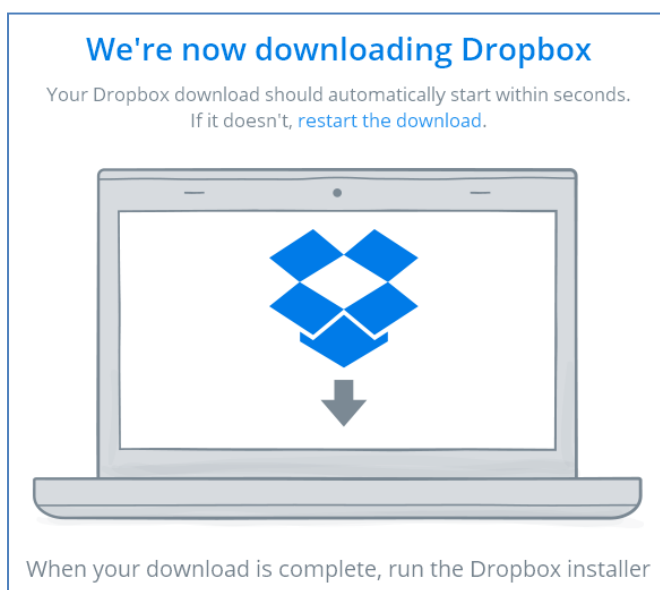 We're now downloading Dropbox
Your Dropbox download should automatically start within seconds.
If it doesn't, restart the download.
When your download is complete, run the Dropbox installer